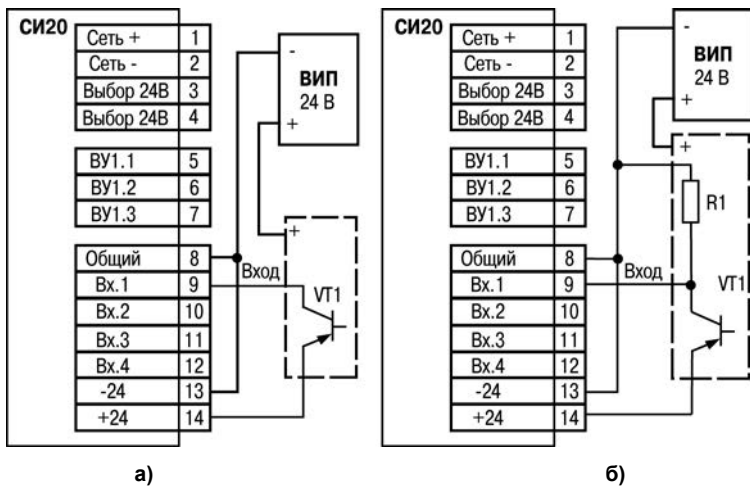 СИ20
Сеть + 1
Сеть - 2
Выбор 24В 3
Выбор 24В 4
ВУ1.1 5
ВУ1.2 6
ВУ1.3 7
Общий 8
Вх.1 9
Вх.2 10
Вх.3 11
Вх.4 12
-24 13
+24 14
-
ВИП
24 В
+
+
Вход
VT1
а)
СИ20
Сеть + 1
Сеть - 2
Выбор 24В 3
Выбор 24В 4
ВУ1.1 5
ВУ1.2 6
ВУ1.3 7
Общий 8
Вх.1 9
Вх.2 10
Вх.3 11
Вх.4 12
-24 13
+24 14
-
ВИП
24 В
+
+
R1
Вход
VT1
б)